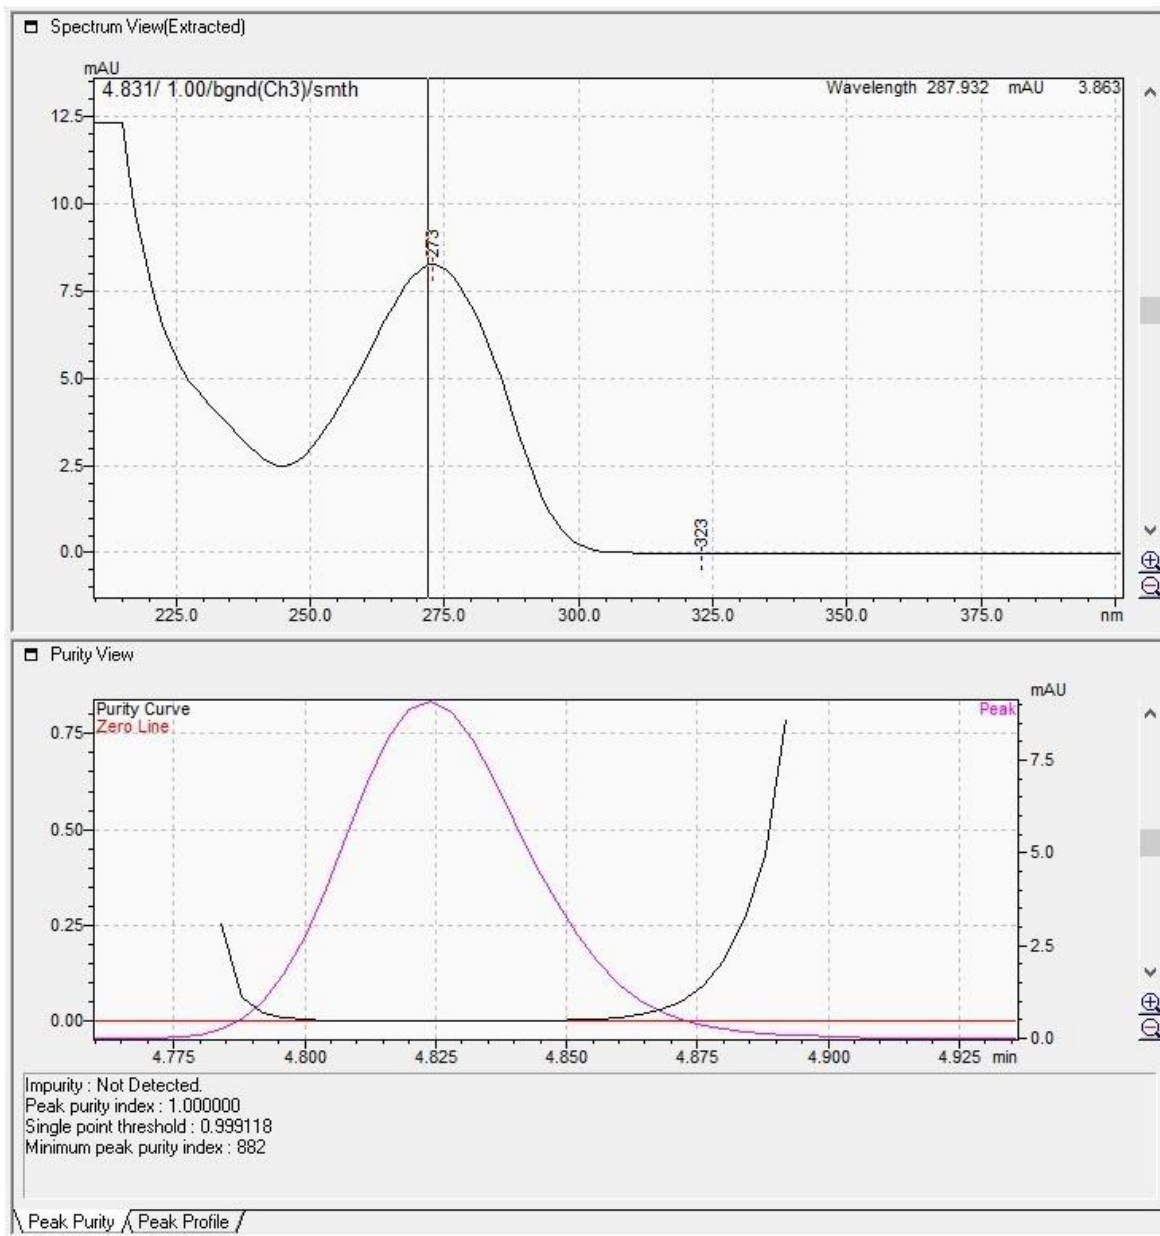 Spectrum View(Extracted)
mAU
4.831/ 1.00/bgnd(Ch3)/smth
Wavelength 287.932 mAU 3.863
12.5
10.0
7.5
5.0
2.5
0.0
273
323
225.0 250.0 275.0 300.0 325.0 350.0 375.0 nm
Purity View
mAU
Purity Curve
Zero Line
Peak
0.75
0.50
0.25
0.00
7.5
5.0
2.5
0.0
4.775 4.800 4.825 4.850 4.875 4.900 4.925 min
Impurity : Not Detected.
Peak purity index : 1.000000
Single point threshold : 0.999118
Minimum peak purity index : 882
Peak Purity Peak Profile